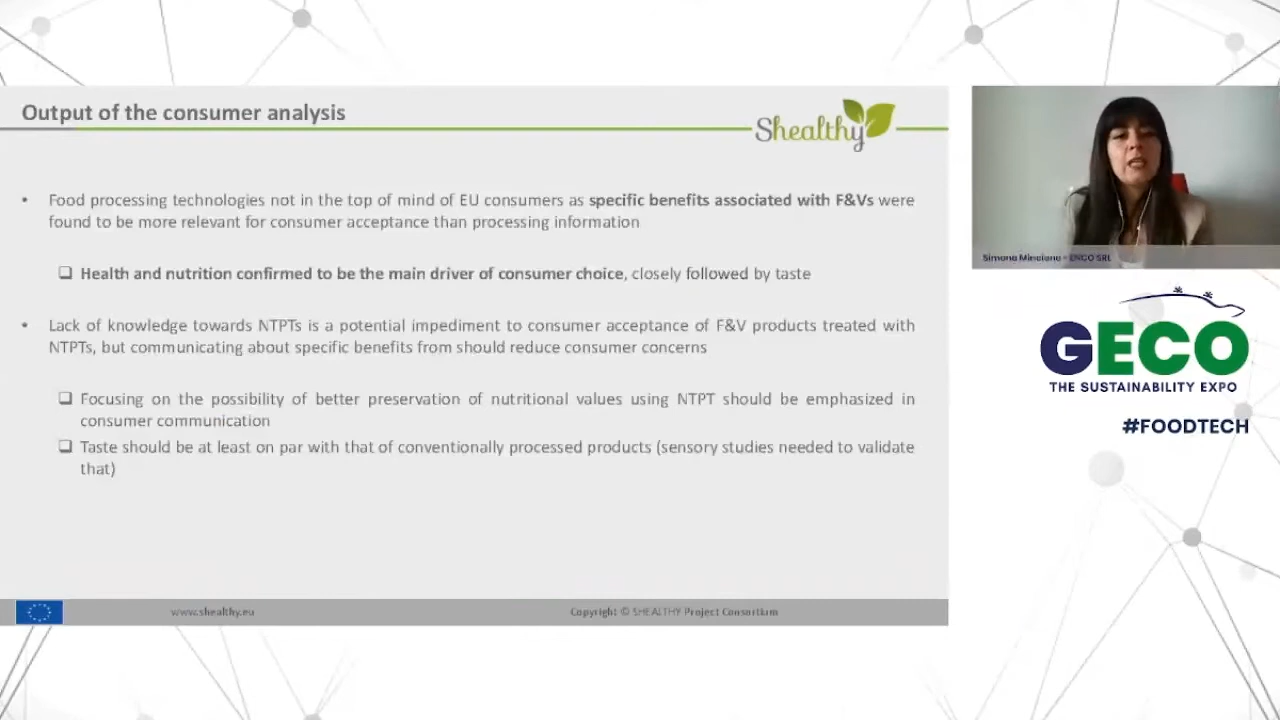 Output of the consumer analysis
Shealthy
• Food processing technologies not in the top of mind of EU consumers as specific benefits associated with F&Vs were
found to be more relevant for consumer acceptance than processing information
❑ Health and nutrition confirmed to be the main driver of consumer choice, closely followed by taste
• Lack of knowledge towards NTPTs is a potential impediment to consumer acceptance of F&V products treated with
NTPTs, but communicating about specific benefits from should reduce consumer concerns
❑ Focusing on the possibility of better preservation of nutritional values using NTPT should be emphasized in
consumer communication
❑ Taste should be at least on par with that of conventionally processed products (sensory studies needed to validate
that)
www.shealthy.eu
Copyright © SHEALTHY Project Consortium
Simona - ENCO SRL
GECO
THE SUSTAINABILITY EXPO
#FOODTECH